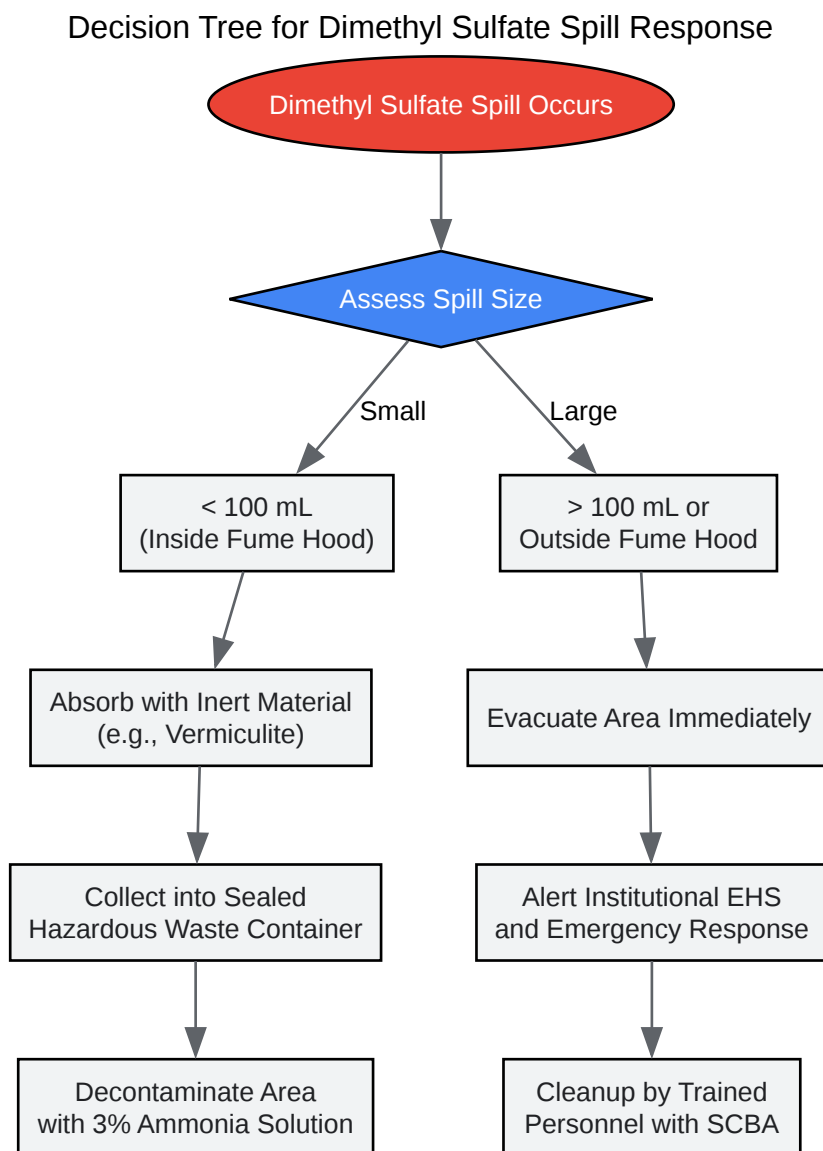 Decision Tree for Dimethyl Sulfate Spill Response
Dimethyl Sulfate Spill Occurs
Assess Spill Size
Small
Large
< 100 mL
(Inside Fume Hood)
> 100 mL or
Outside Fume Hood
Absorb with Inert Material
(e.g., Vermiculite)
Evacuate Area Immediately
Collect into Sealed
Hazardous Waste Container
Alert Institutional EHS
and Emergency Response
Decontaminate Area
with 3% Ammonia Solution
Cleanup by Trained
Personnel with SCBA